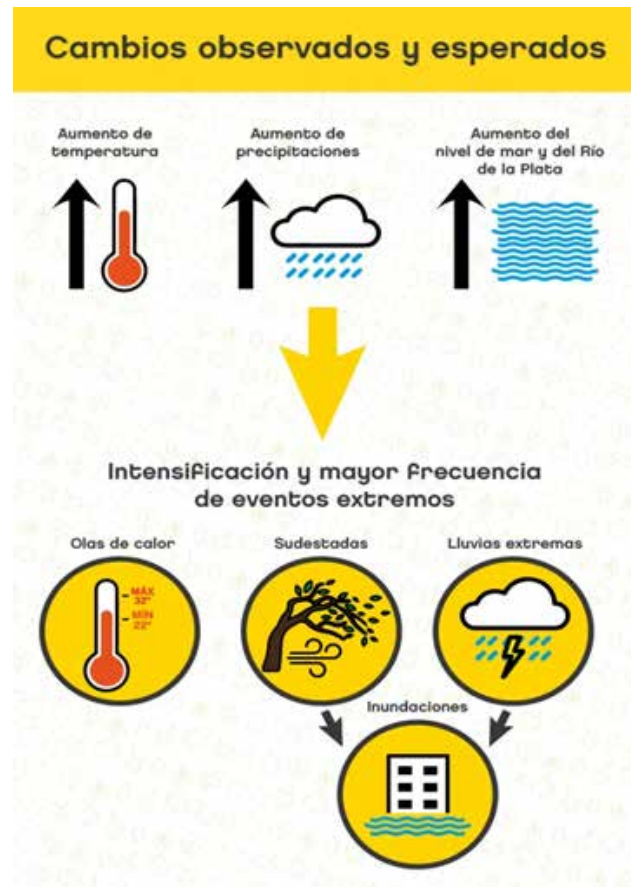 Cambios observados y esperados
Aumento de
temperatura
Aumento de
precipitaciones
Aumento del
nivel de mar y del Río
de la Plata
Intensificación y mayor frecuencia
de eventos extremos
Olas de calor
Sudestadas
Lluvias extremas
MÁX
32°
MÍN
22°
Inundaciones